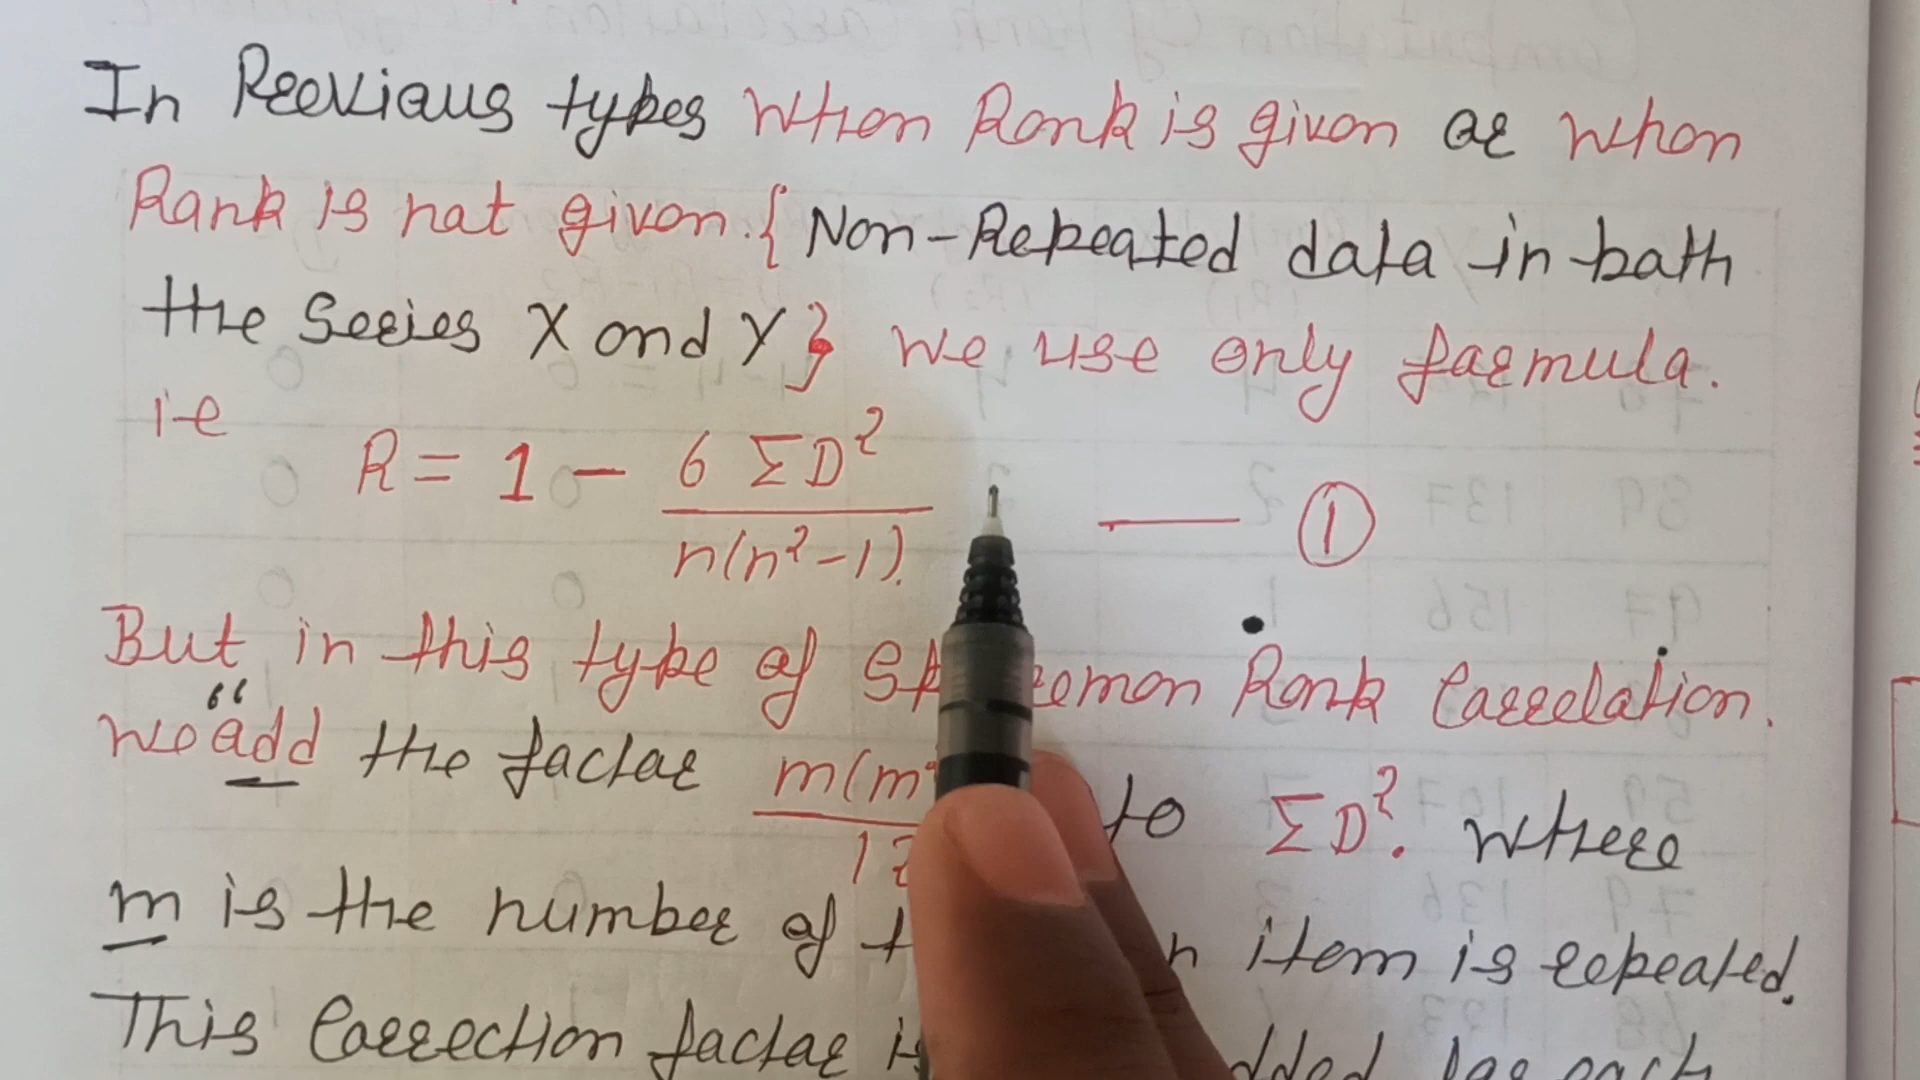 In Previous types when Rank is given or when
Rank is not given. { Non-Repeated data in both
the Series X and Y } we use only formula.
ie
R = 1 - 6 ΣD² / n(n²-1). — ①
But in this type of Rank Correlation.
we "add the factor m(m to ΣD². where
m is the number of item is repeated.
This Correction factor